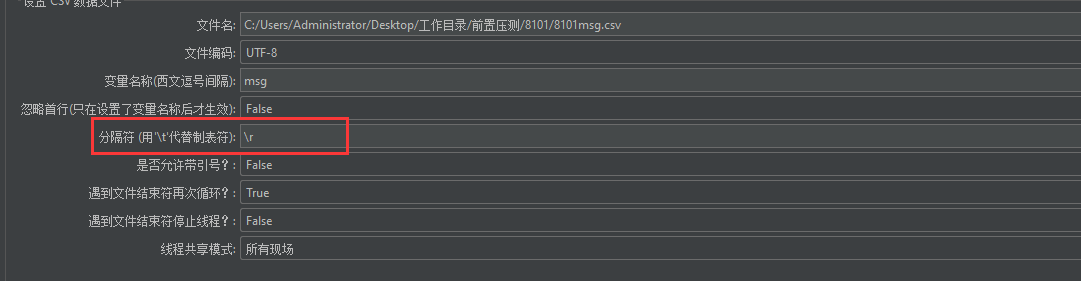 设置 CSV 数据文件
文件名: C:/Users/Administrator/Desktop/工作目录/前置压测/8101/8101msg.csv
文件编码: UTF-8
变量名称(西文逗号间隔): msg
忽略首行(只在设置了变量名称后才生效): False
分隔符 (用'\t'代替制表符): \r
是否允许带引号?: False
遇到文件结束符再次循环?: True
遇到文件结束符停止线程?: False
线程共享模式: 所有现场